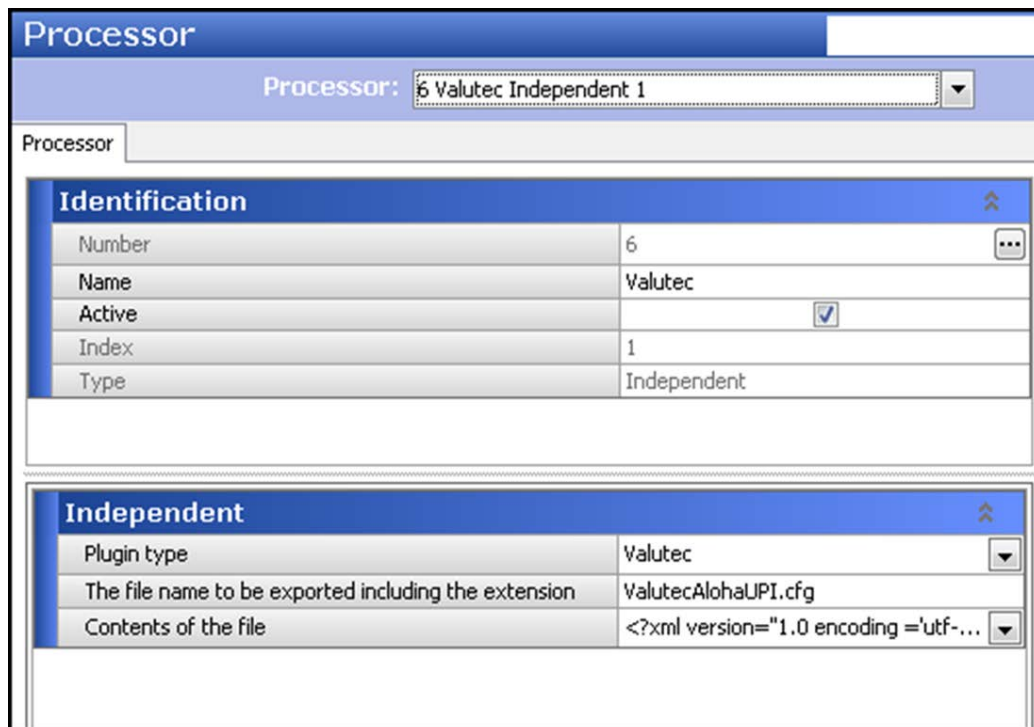 Processor
Processor: 6 Valutec Independent 1
Processor
Identification
Number 6
Name Valutec
Active
Index 1
Type Independent
Independent
Plugin type Valutec
The file name to be exported including the extension ValutecAlohaUPI.cfg
Contents of the file <?xml version="1.0 encoding ='utf-...